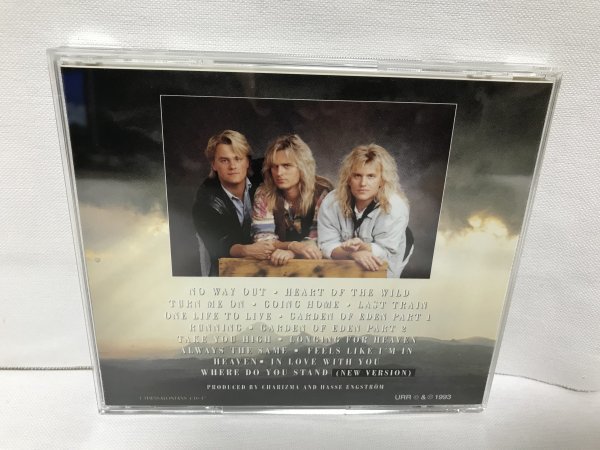 NO WAY OUT • HEART OF THE WILD
TURN ME ON • GOING HOME • LAST TRAIN
ONE LIFE TO LIVE • GARDEN OF EDEN PART 1
RUNNING • GARDEN OF EDEN PART 2
TAKE YOU HIGH • LONGING FOR HEAVEN
ALWAYS THE SAME • FEELS LIKE I'M IN
HEAVEN • IN LOVE WITH YOU
WHERE DO YOU STAND (NEW VERSION)
PRODUCED BY CHARIZMA AND HASSE ENGSTRÖM
URR ℗ & © 1993